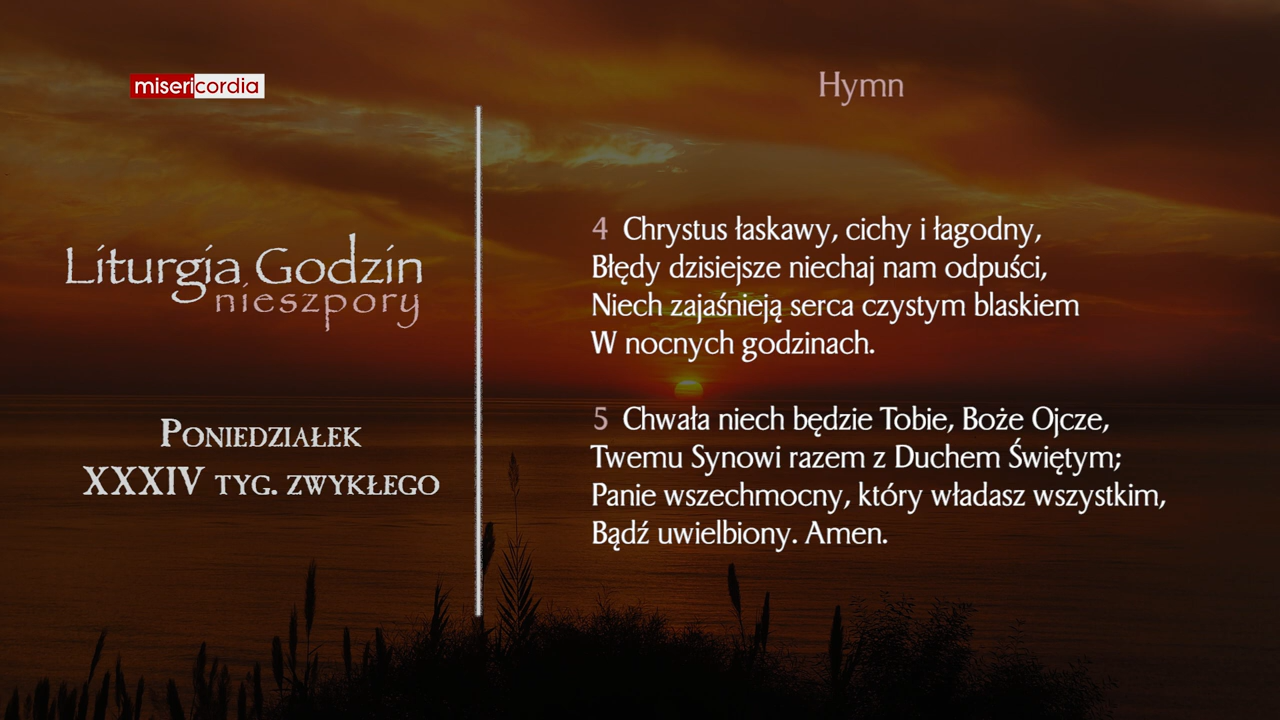 misericordia
Liturgia Godzin
nieszpory
Poniedziałek
XXXIV tyg. zwykłego
Hymn
4 Chrystus łaskawy, cichy i łagodny,
Błędy dzisiejsze niechaj nam odpuści,
Niech zajaśnieją serca czystym blaskiem
W nocnych godzinach.
5 Chwała niech będzie Tobie, Boże Ojcze,
Twemu Synowi razem z Duchem Świętym;
Panie wszechmocny, który władasz wszystkim,
Bądź uwielbiony. Amen.